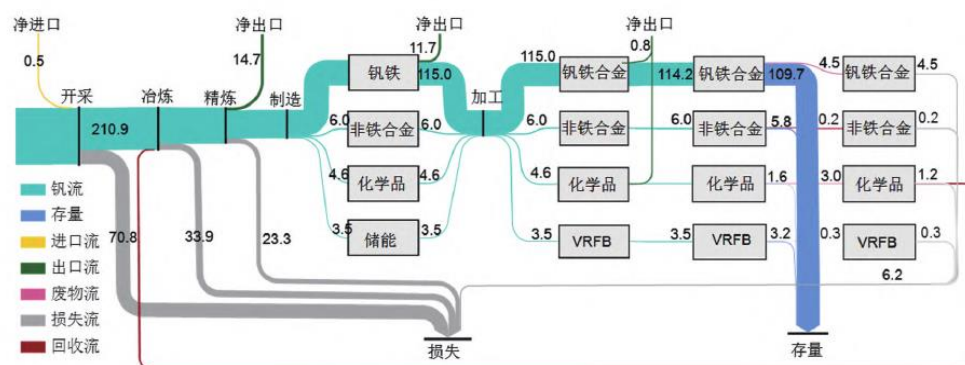 净进口
净出口
净出口
净出口
0.5
14.7
11.7
0.8
6.2
开采
冶炼
精炼
制造
钒铁
115.0
加工
115.0
钒铁合金
114.2
钒铁合金
109.7
4.5
钒铁合金
4.5
210.9
6.0
非铁合金
6.0
6.0
非铁合金
6.0
非铁合金
5.8
0.2
非铁合金
0.2
4.6
化学品
4.6
4.6
化学品
1.6
化学品
3.0
化学品
1.2
3.5
储能
3.5
3.5
VRFB
3.5
VRFB
3.2
0.3
VRFB
0.3
6.2
70.8
33.9
23.3
钒流
存量
进口流
出口流
废物流
损失流
回收流
损失
存量